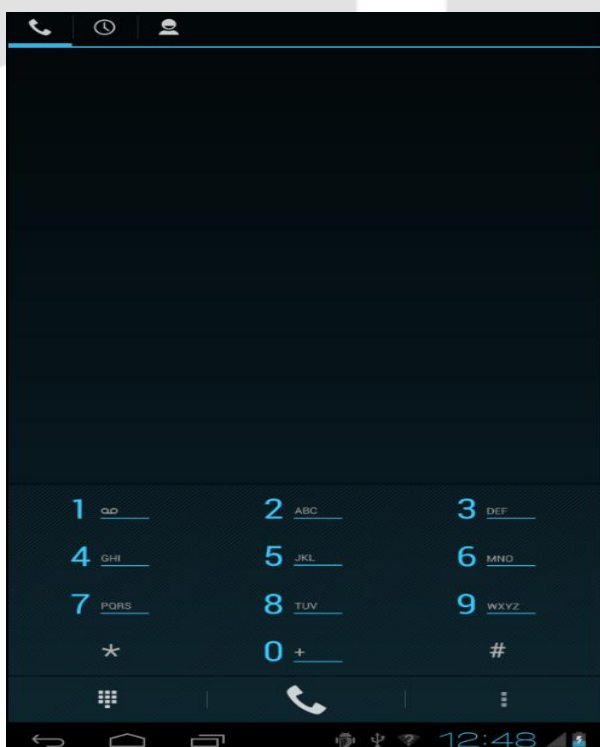 1 2 ABC 3 DEF
4 GHI 5 JKL 6 MNO
7 PQRS 8 TUV 9 WXYZ
* 0 + #
12:48